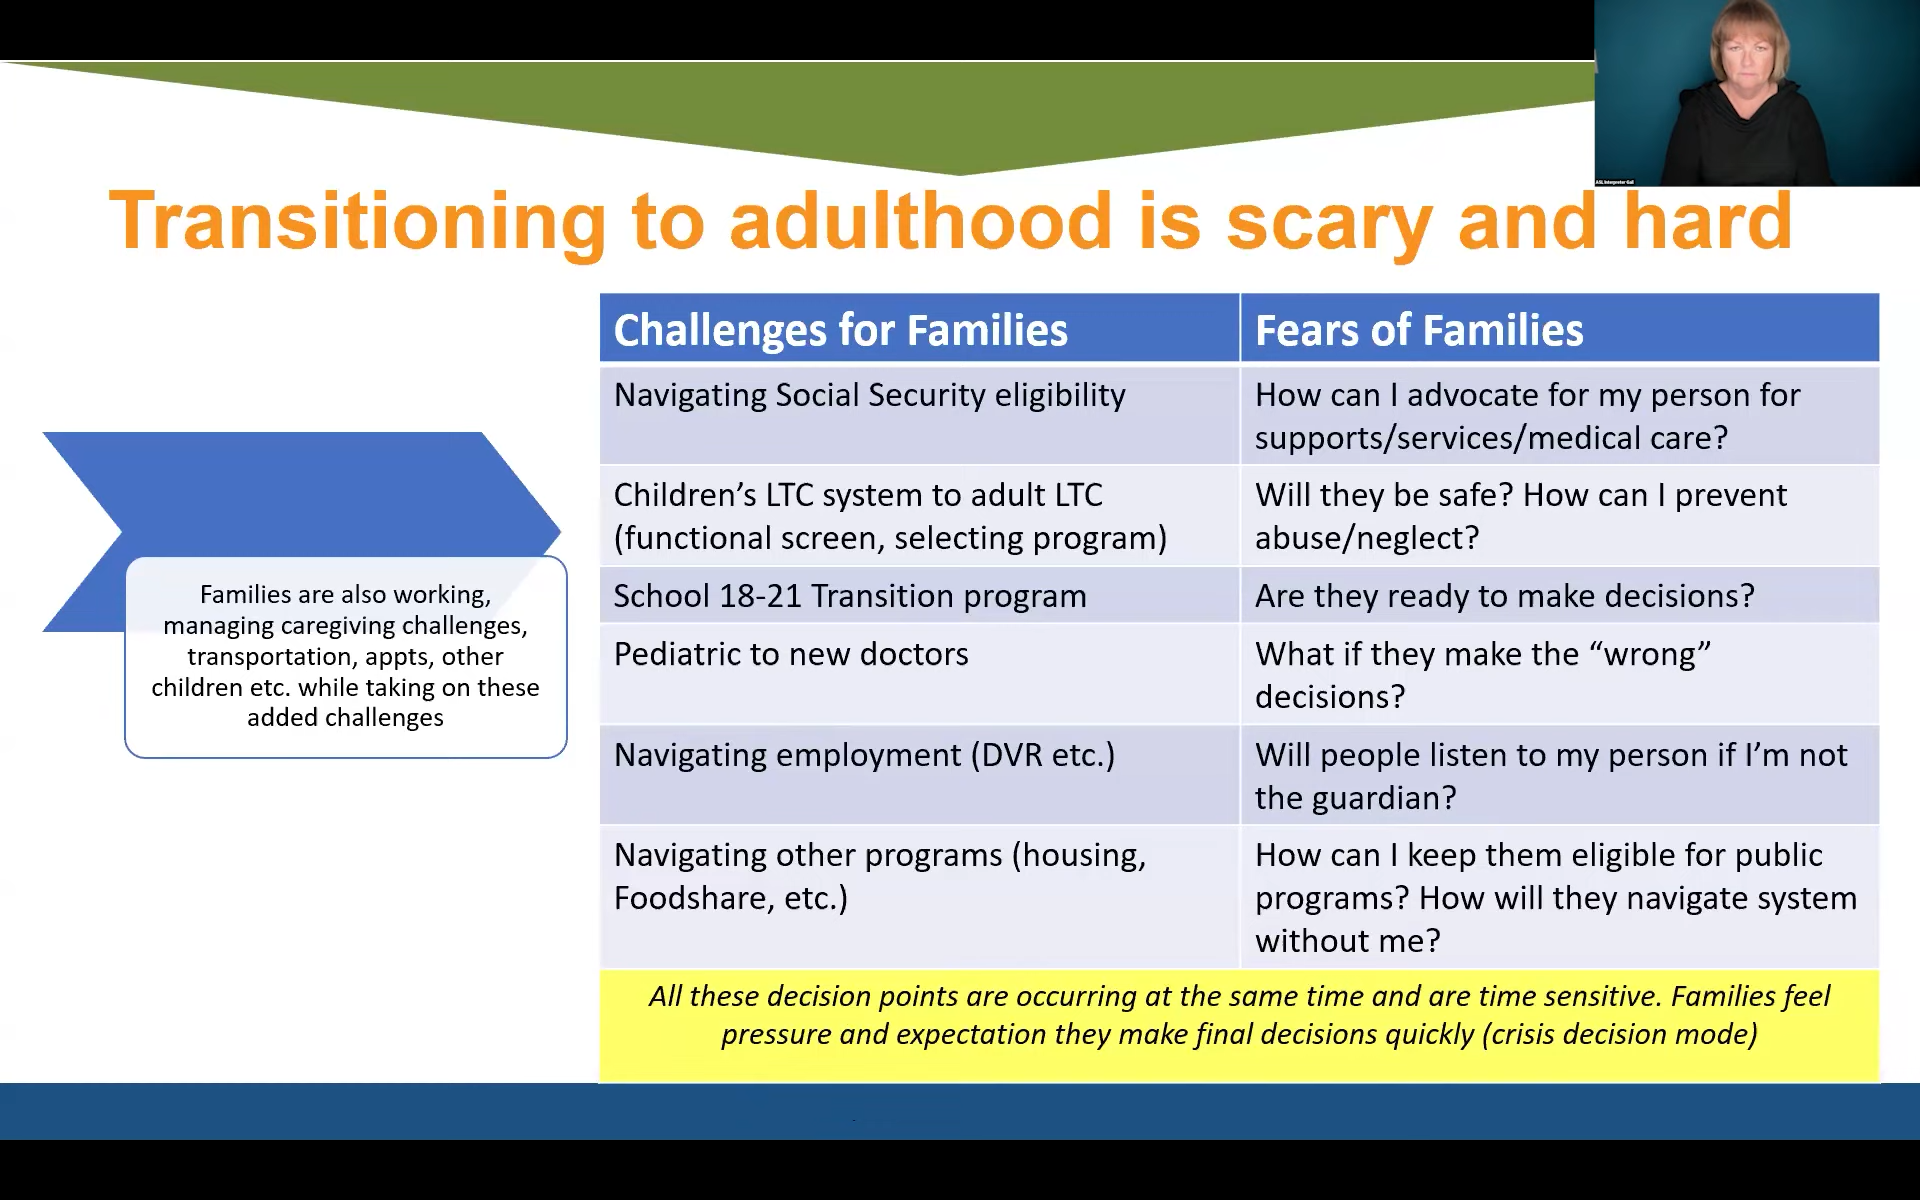 ASL Interpreter Gail
Transitioning to adulthood is scary and hard
Families are also working,
managing caregiving challenges,
transportation, appts, other
children etc. while taking on these
added challenges
Challenges for Families
Fears of Families
Navigating Social Security eligibility
How can I advocate for my person for
supports/services/medical care?
Children’s LTC system to adult LTC
(functional screen, selecting program)
Will they be safe? How can I prevent
abuse/neglect?
School 18-21 Transition program
Are they ready to make decisions?
Pediatric to new doctors
What if they make the “wrong”
decisions?
Navigating employment (DVR etc.)
Will people listen to my person if I’m not
the guardian?
Navigating other programs (housing,
Foodshare, etc.)
How can I keep them eligible for public
programs? How will they navigate system
without me?
All these decision points are occurring at the same time and are time sensitive. Families feel
pressure and expectation they make final decisions quickly (crisis decision mode)